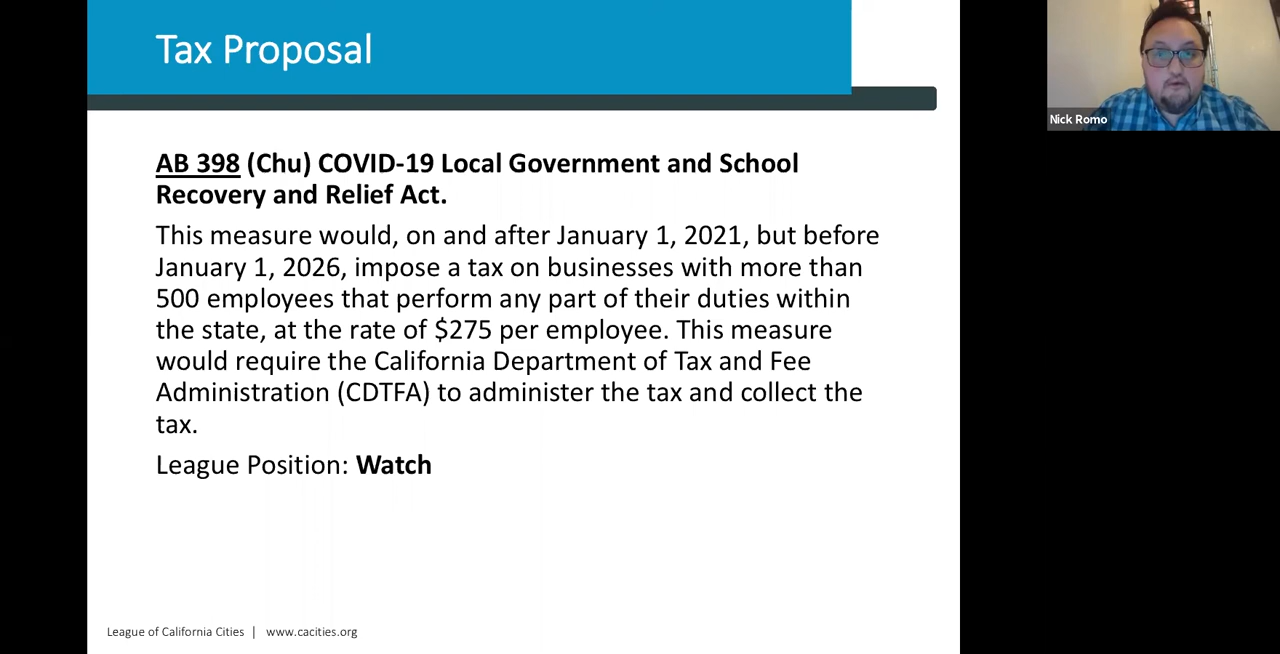 Tax Proposal
Nick Romo
AB 398 (Chu) COVID-19 Local Government and School
Recovery and Relief Act.
This measure would, on and after January 1, 2021, but before
January 1, 2026, impose a tax on businesses with more than
500 employees that perform any part of their duties within
the state, at the rate of $275 per employee. This measure
would require the California Department of Tax and Fee
Administration (CDTFA) to administer the tax and collect the
tax.
League Position: Watch
League of California Cities | www.cacities.org